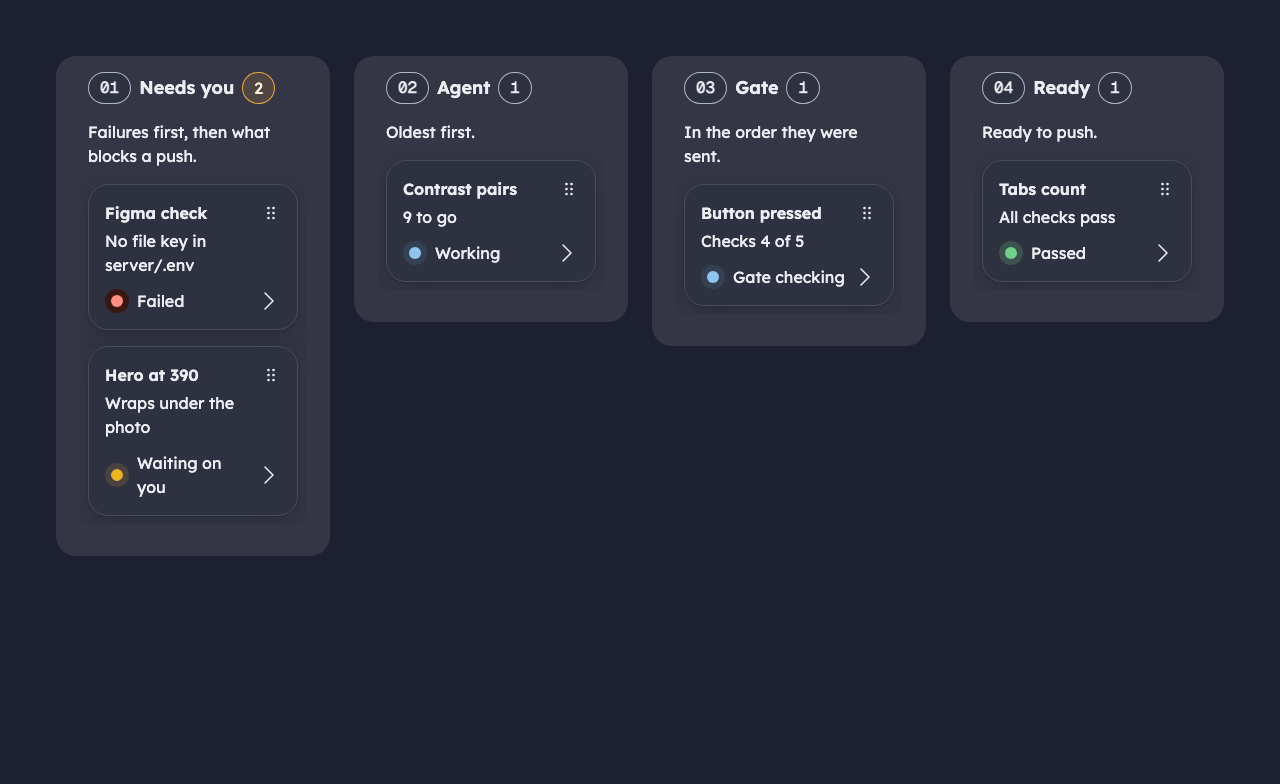 01 Needs you 2
Failures first, then what
blocks a push.
Figma check
No file key in
server/.env
Failed
Hero at 390
Wraps under the
photo
Waiting on
you
02 Agent 1
Oldest first.
Contrast pairs
9 to go
Working
03 Gate 1
In the order they were
sent.
Button pressed
Checks 4 of 5
Gate checking
04 Ready 1
Ready to push.
Tabs count
All checks pass
Passed